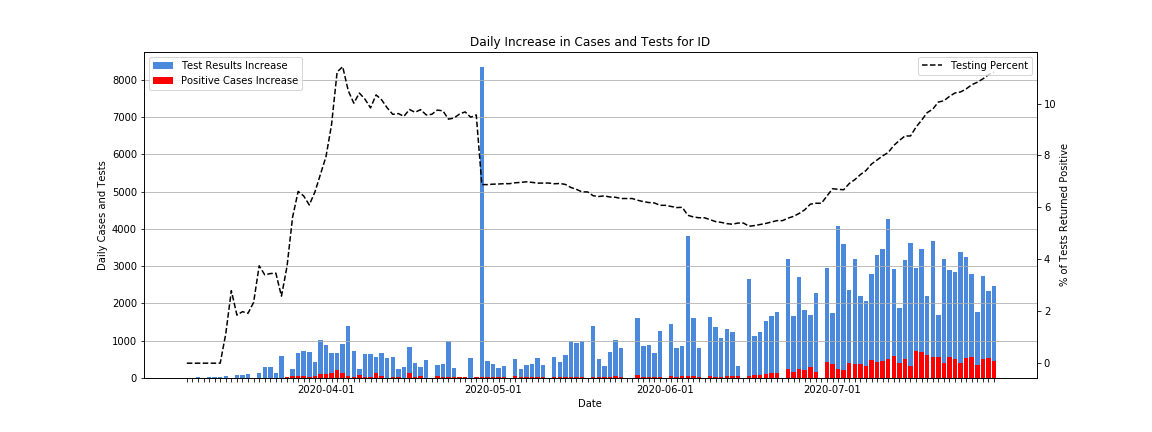 Daily Increase in Cases and Tests for ID
Test Results Increase
Positive Cases Increase
Testing Percent
Daily Cases and Tests
8000
7000
6000
5000
4000
3000
2000
1000
0
% of Tests Returned Positive
10
8
6
4
2
0
2020-04-01
2020-05-01
2020-06-01
2020-07-01
Date